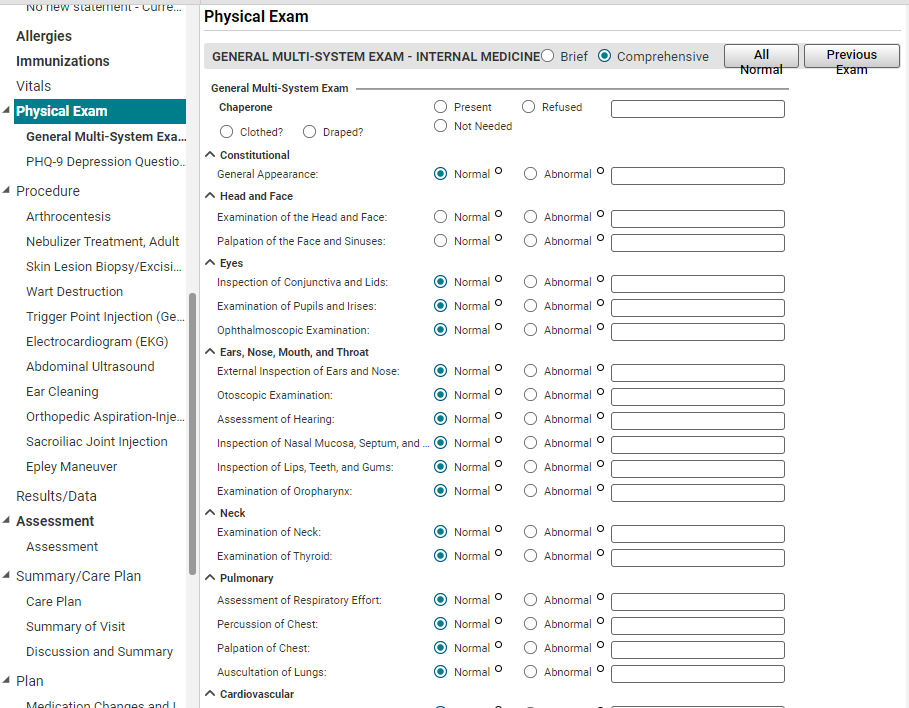 No new statement - Curre...
Allergies
Immunizations
Vitals
Physical Exam
General Multi-System Exa...
PHQ-9 Depression Questio..
Procedure
Arthrocentesis
Nebulizer Treatment, Adult
Skin Lesion Biopsy/Excisi...
Wart Destruction
Trigger Point Injection (Ge...
Electrocardiogram (EKG)
Abdominal Ultrasound
Ear Cleaning
Orthopedic Aspiration-Inje...
Sacroiliac Joint Injection
Epley Maneuver
Results/Data
Assessment
Assessment
Summary/Care Plan
Care Plan
Summary of Visit
Discussion and Summary
Plan
Medication Changes and I
Physical Exam
GENERAL MULTI-SYSTEM EXAM - INTERNAL MEDICINE Brief Comprehensive All Normal Previous Exam
General Multi-System Exam
Chaperone Present Refused
Not Needed
Clothed? Draped?
Constitutional
General Appearance: Normal Abnormal
Head and Face
Examination of the Head and Face: Normal Abnormal
Palpation of the Face and Sinuses: Normal Abnormal
Eyes
Inspection of Conjunctiva and Lids: Normal Abnormal
Examination of Pupils and Irises: Normal Abnormal
Ophthalmoscopic Examination: Normal Abnormal
Ears, Nose, Mouth, and Throat
External Inspection of Ears and Nose: Normal Abnormal
Otoscopic Examination: Normal Abnormal
Assessment of Hearing: Normal Abnormal
Inspection of Nasal Mucosa, Septum, and ... Normal Abnormal
Inspection of Lips, Teeth, and Gums: Normal Abnormal
Examination of Oropharynx: Normal Abnormal
Neck
Examination of Neck: Normal Abnormal
Examination of Thyroid: Normal Abnormal
Pulmonary
Assessment of Respiratory Effort: Normal Abnormal
Percussion of Chest: Normal Abnormal
Palpation of Chest: Normal Abnormal
Auscultation of Lungs: Normal Abnormal
Cardiovascular